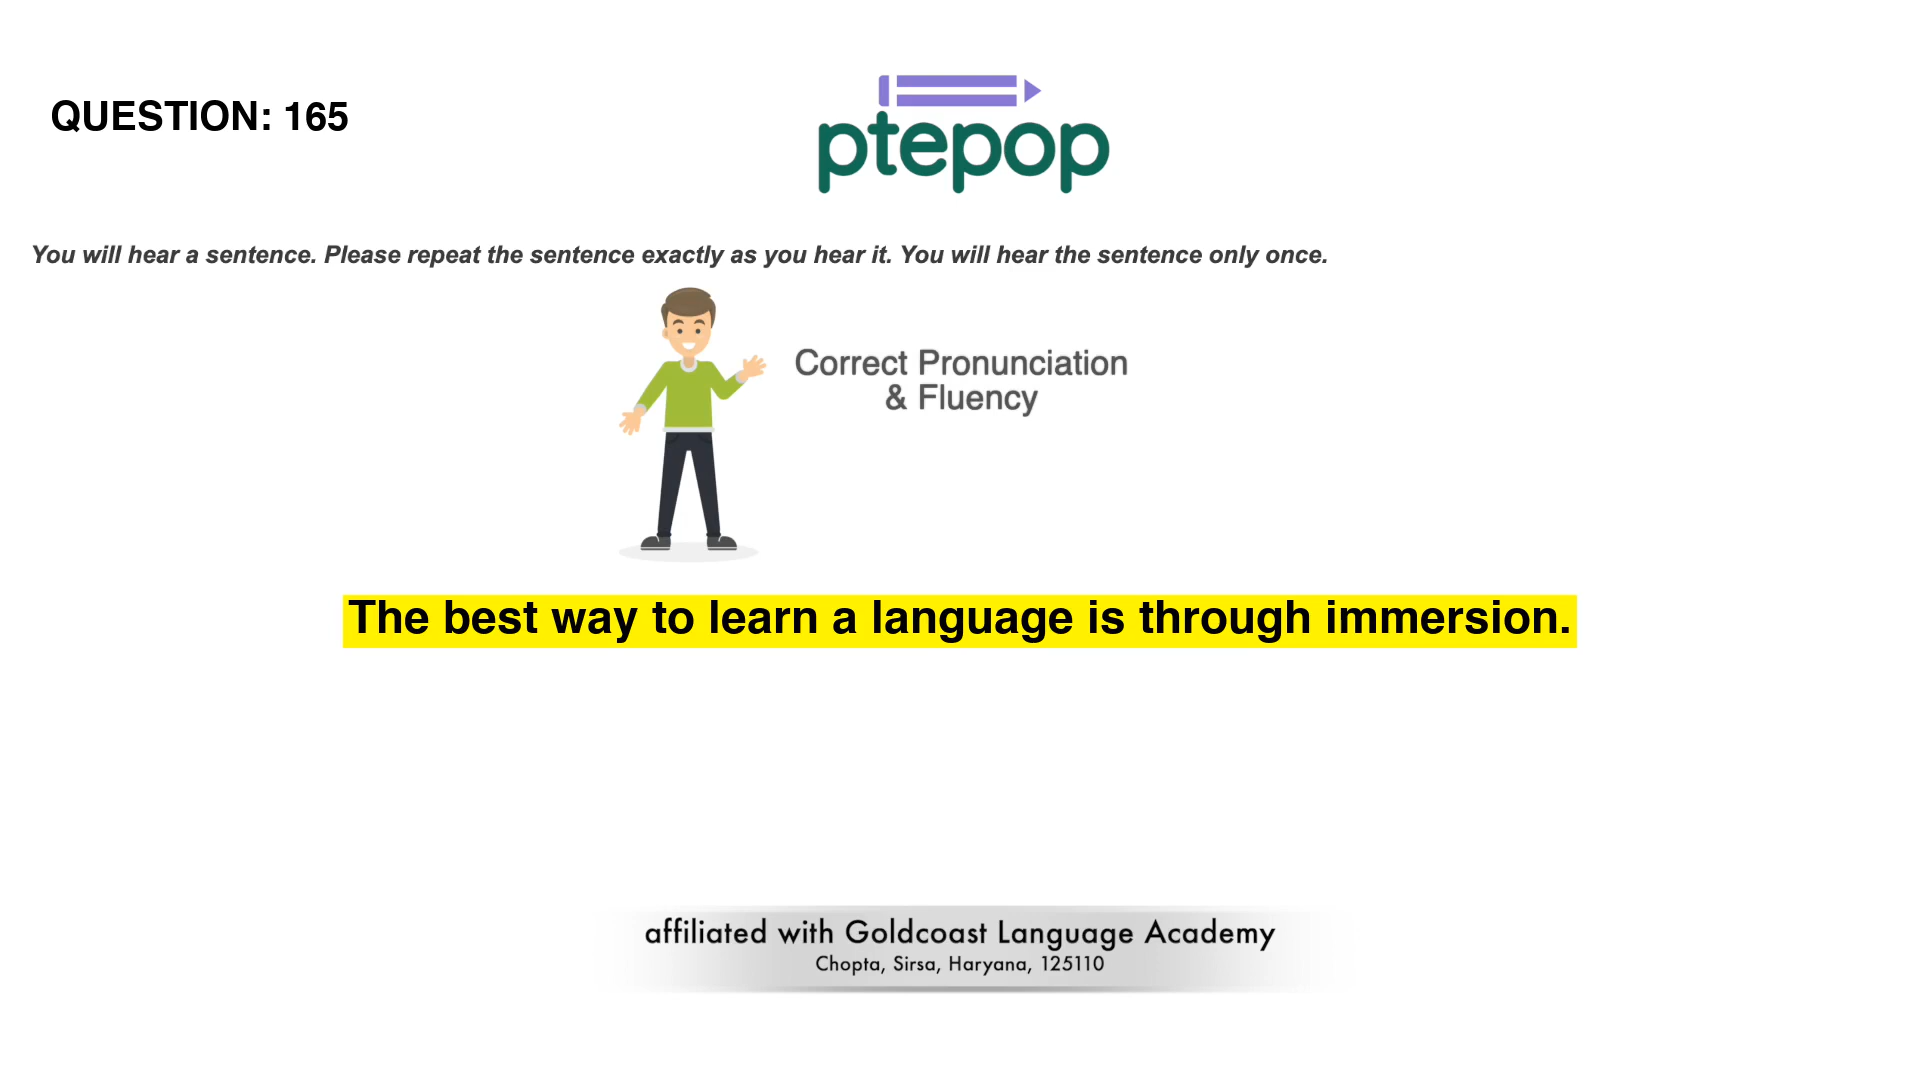 QUESTION: 165
ptepop
You will hear a sentence. Please repeat the sentence exactly as you hear it. You will hear the sentence only once.
Correct Pronunciation
& Fluency
The best way to learn a language is through immersion.
affiliated with Goldcoast Language Academy
Chopta, Sirsa, Haryana, 125110